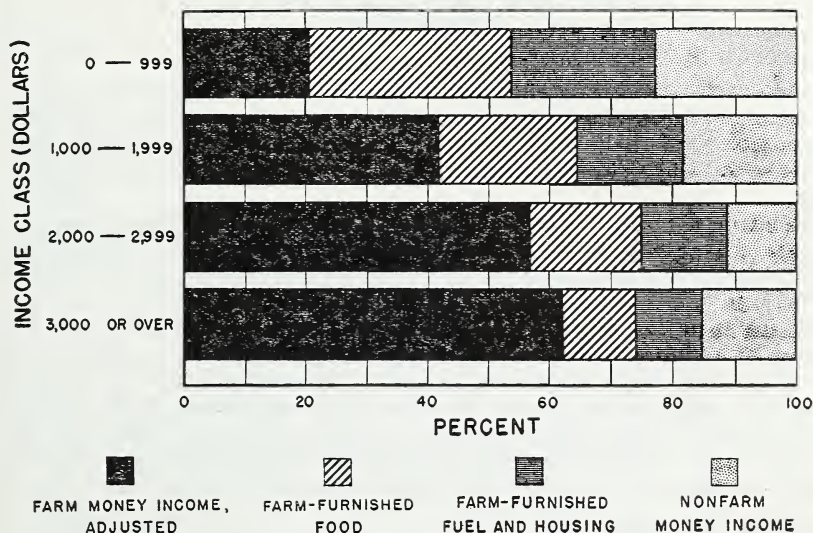 INCOME CLASS (DOLLARS)
0 — 999
1,000 — 1,999
2,000 — 2,999
3,000 OR OVER
0 20 40 60 80 100
PERCENT
FARM MONEY INCOME,
ADJUSTED
FARM-FURNISHED
FOOD
FARM-FURNISHED
FUEL AND HOUSING
NONFARM
MONEY INCOME